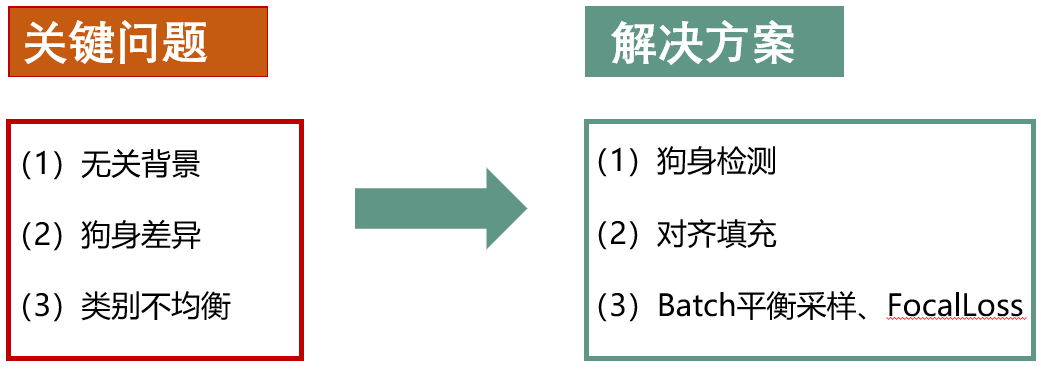 关键问题
（1）无关背景
（2）狗身差异
（3）类别不均衡
解决方案
（1）狗身检测
（2）对齐填充
（3）Batch平衡采样、FocalLoss